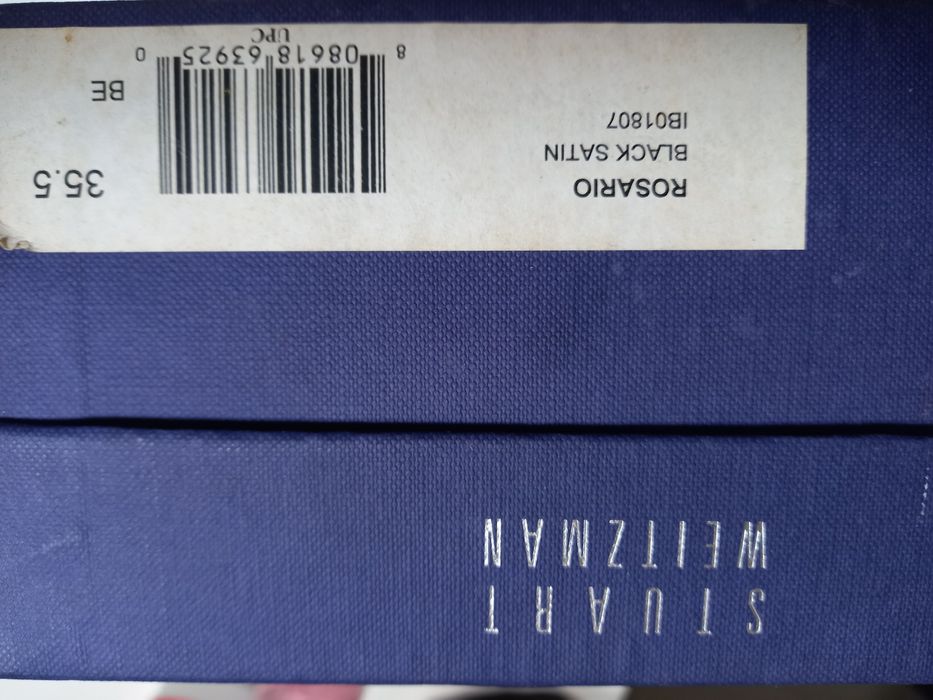 STUART
WEITZMAN
ROSARIO
BLACK SATIN
IB01807
8 08618 63925 0
UPC
35.5
BE